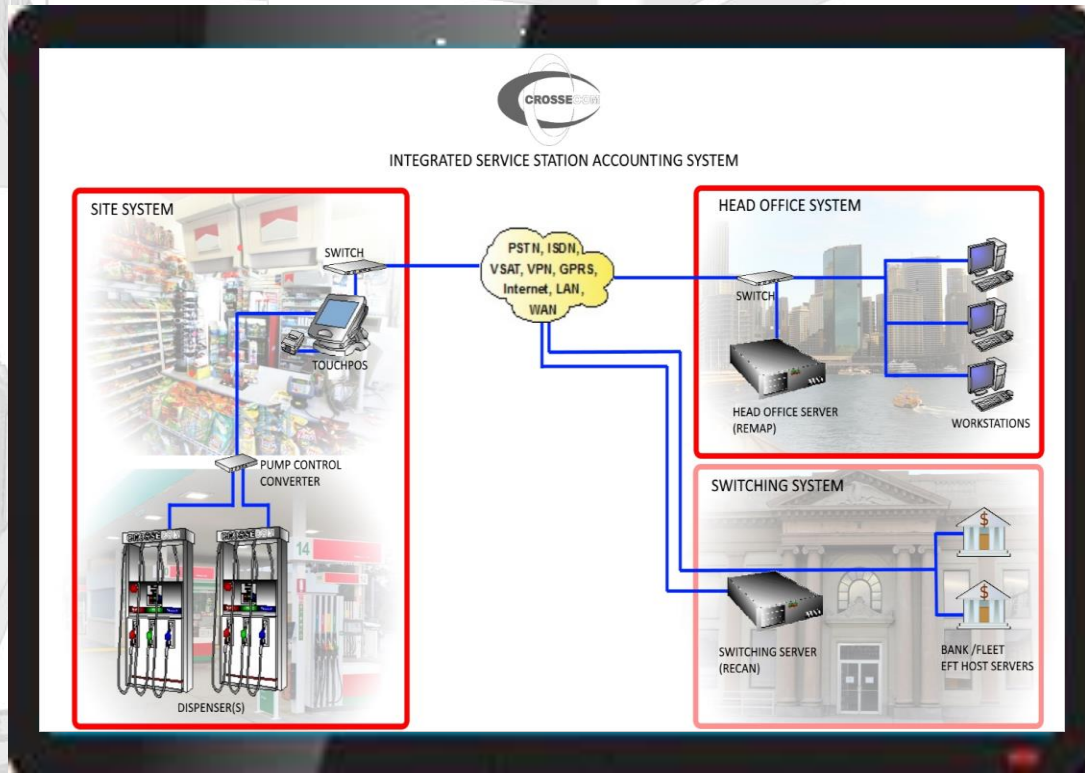 CROSSECOM
INTEGRATED SERVICE STATION ACCOUNTING SYSTEM
SITE SYSTEM
SWITCH
TOUCHPOS
PUMP CONTROL
CONVERTER
14
DISPENSER(S)
PSTN, ISDN,
VSAT, VPN, GPRS,
Internet, LAN,
WAN
HEAD OFFICE SYSTEM
SWITCH
HEAD OFFICE SERVER
(REMAP)
WORKSTATIONS
SWITCHING SYSTEM
$
$
SWITCHING SERVER
(RECAN)
BANK /FLEET
EFT HOST SERVERS